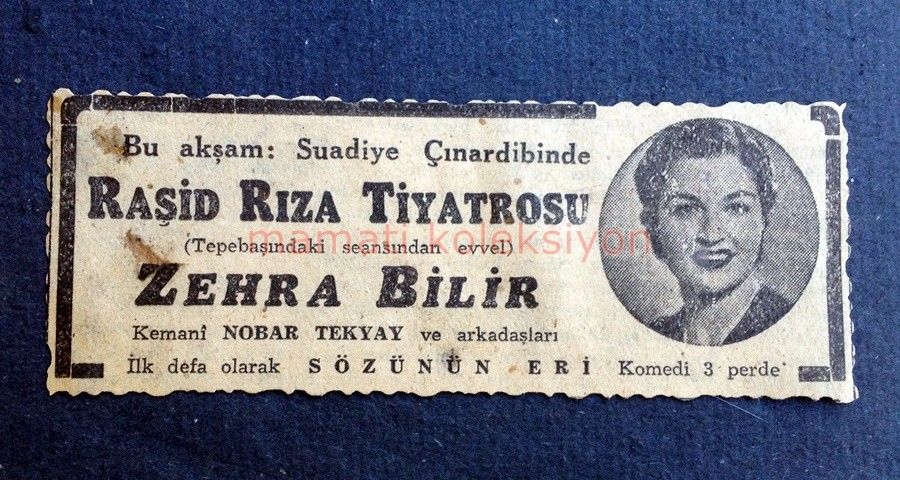 Bu akşam: Suadiye Çınardibinde
RAŞİD RIZA TİYATROSU
(Tepebaşındaki seansından evvel)
mamati koleksiyon
ZEHRA BİLİR
Kemanî NOBAR TEKYAY ve arkadaşları
İlk defa olarak SÖZÜNÜN ERİ Komedi 3 perde